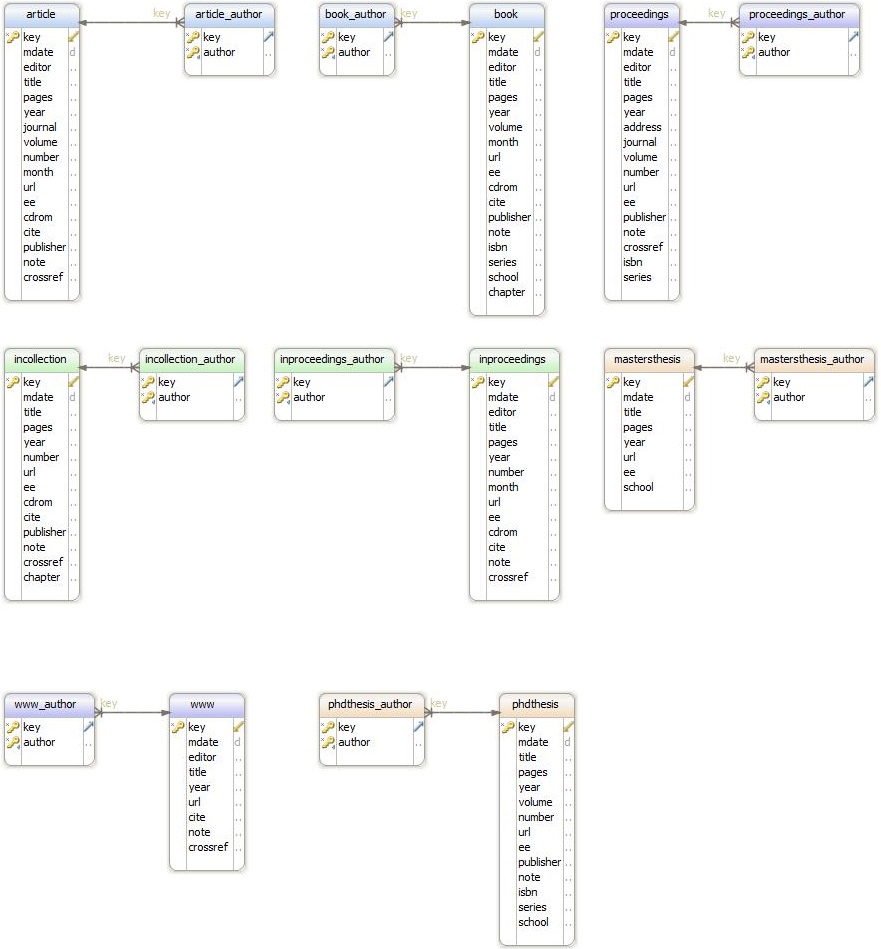 article
key
mdate
editor
title
pages
year
journal
volume
number
month
url
ee
cdrom
cite
publisher
note
crossref
key
article_author
key
author
book_author
key
author
key
book
key
mdate
editor
title
pages
year
volume
month
url
ee
cdrom
cite
publisher
note
isbn
series
school
chapter
proceedings
key
mdate
editor
title
pages
year
address
journal
volume
number
url
ee
publisher
note
crossref
isbn
series
key
proceedings_author
key
author
incollection
key
mdate
title
pages
year
number
url
ee
cdrom
cite
publisher
note
crossref
chapter
key
incollection_author
key
author
inproceedings_author
key
author
key
inproceedings
key
mdate
editor
title
pages
year
number
month
url
ee
cdrom
cite
note
crossref
mastersthesis
key
mdate
title
pages
year
url
ee
school
key
mastersthesis_author
key
author
www_author
key
author
key
www
key
mdate
editor
title
year
url
cite
note
crossref
phdthesis_author
key
author
key
phdthesis
key
mdate
title
pages
year
volume
number
url
ee
publisher
note
isbn
series
school